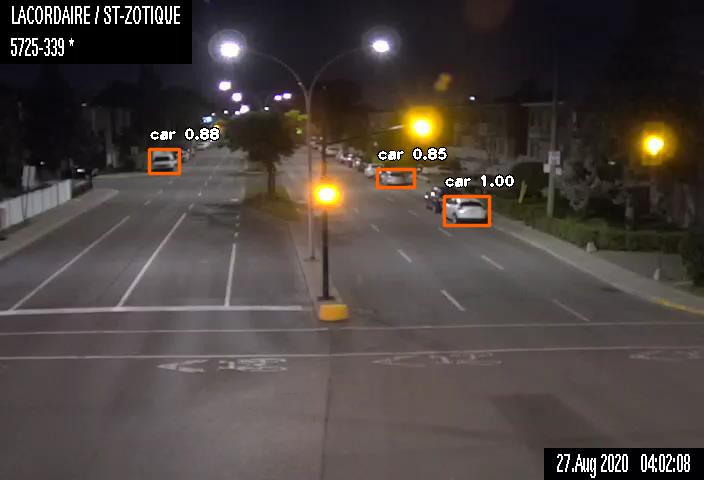 LACORDAIRE / ST-ZOTIQUE
5725-339 *
car 0.88
car 0.85
car 1.00
27.Aug 2020 04:02:08